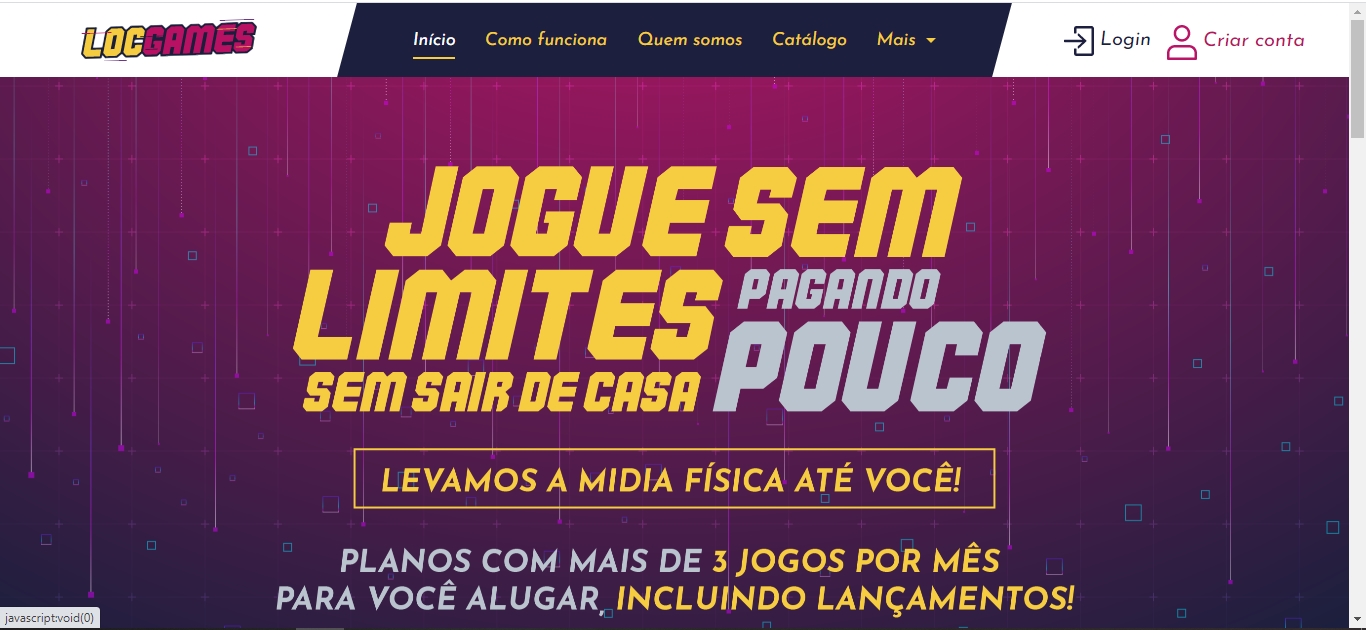 LOCGAMES
Início Como funciona Quem somos Catálogo Mais Login Criar conta
JOGUE SEM
LIMITES PAGANDO
POUCO
SEM SAIR DE CASA
LEVAMOS A MIDIA FÍSICA ATÉ VOCÊ!
PLANOS COM MAIS DE 3 JOGOS POR MÊS
PARA VOCÊ ALUGAR, INCLUINDO LANÇAMENTOS!
javascript:void(0)